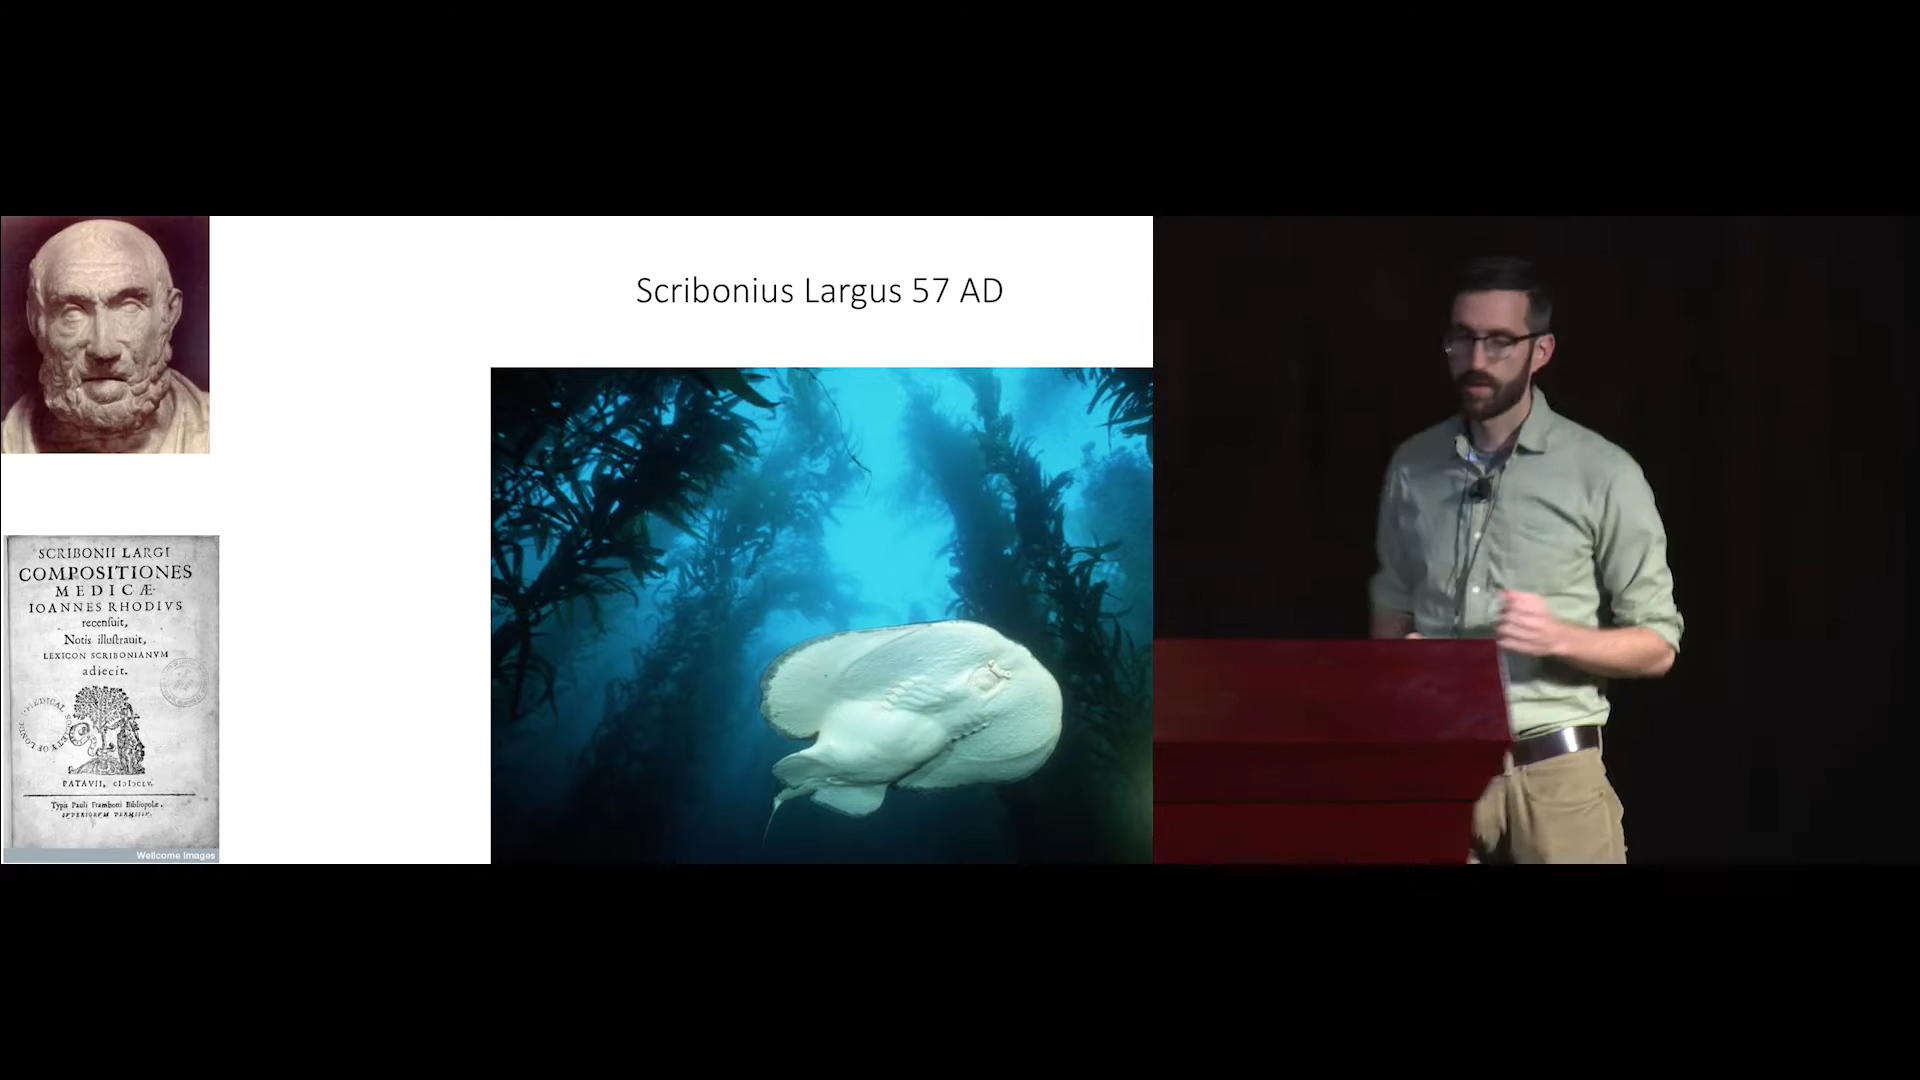 Scribonius Largus 57 AD
SCRIBONII LARGI
COMPOSITIONES
MEDICÆ
IOANNES RHODIVS
recenſuit,
Notis illuſtrauit,
LEXICON SCRIBONIANVM
adiecit.
MEDICAL
PATAVII,
Typis Pauli Frambotti Bibliopolæ.
SVPERIORVM PERMISSV.
Wellcome Images